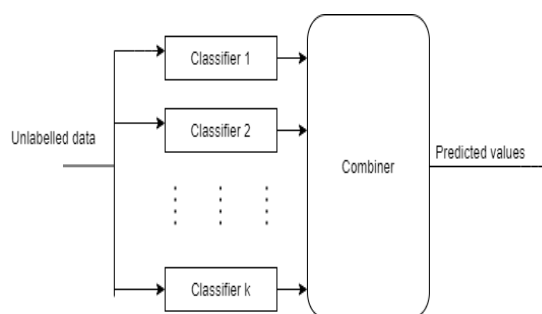 Unlabelled data
Classifier 1
Classifier 2
Classifier k
Combiner
Predicted values